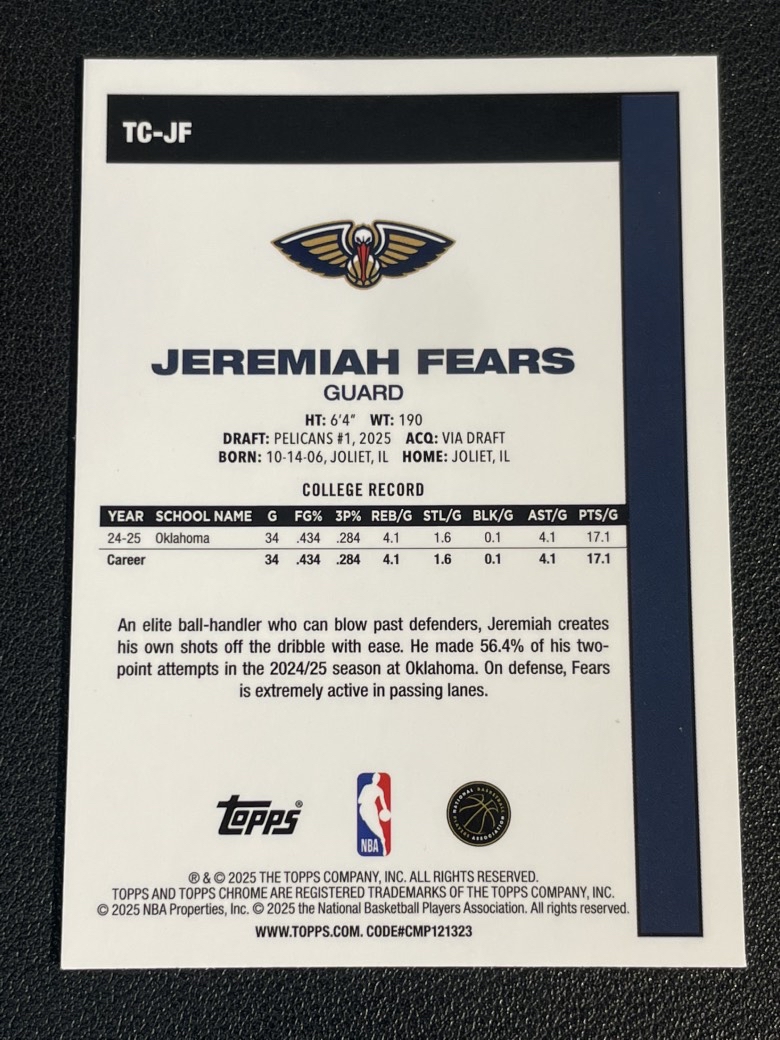 TC-JF
JEREMIAH FEARS
GUARD
HT: 6'4" WT: 190
DRAFT: PELICANS #1, 2025 ACQ: VIA DRAFT
BORN: 10-14-06, JOLIET, IL HOME: JOLIET, IL
COLLEGE RECORD
YEAR SCHOOL NAME G FG% 3P% REB/G STL/G BLK/G AST/G PTS/G
24-25 Oklahoma 34 .434 .284 4.1 1.6 0.1 4.1 17.1
Career 34 .434 .284 4.1 1.6 0.1 4.1 17.1
An elite ball-handler who can blow past defenders, Jeremiah creates
his own shots off the dribble with ease. He made 56.4% of his two-
point attempts in the 2024/25 season at Oklahoma. On defense, Fears
is extremely active in passing lanes.
Topps®
NBA
NATIONAL BASKETBALL PLAYERS ASSOCIATION
® & © 2025 THE TOPPS COMPANY, INC. ALL RIGHTS RESERVED.
TOPPS AND TOPPS CHROME ARE REGISTERED TRADEMARKS OF THE TOPPS COMPANY, INC.
© 2025 NBA Properties, Inc. © 2025 the National Basketball Players Association. All rights reserved.
WWW.TOPPS.COM. CODE#CMP121323